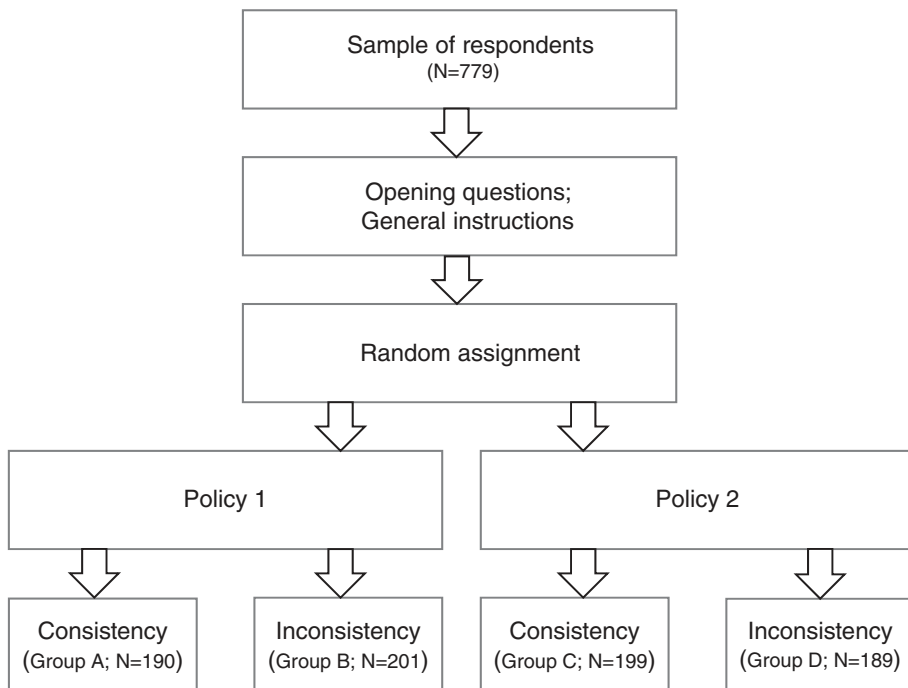 Sample of respondents
(N=779)
Opening questions;
General instructions
Random assignment
Policy 1
Policy 2
Consistency
(Group A; N=190)
Inconsistency
(Group B; N=201)
Consistency
(Group C; N=199)
Inconsistency
(Group D; N=189)